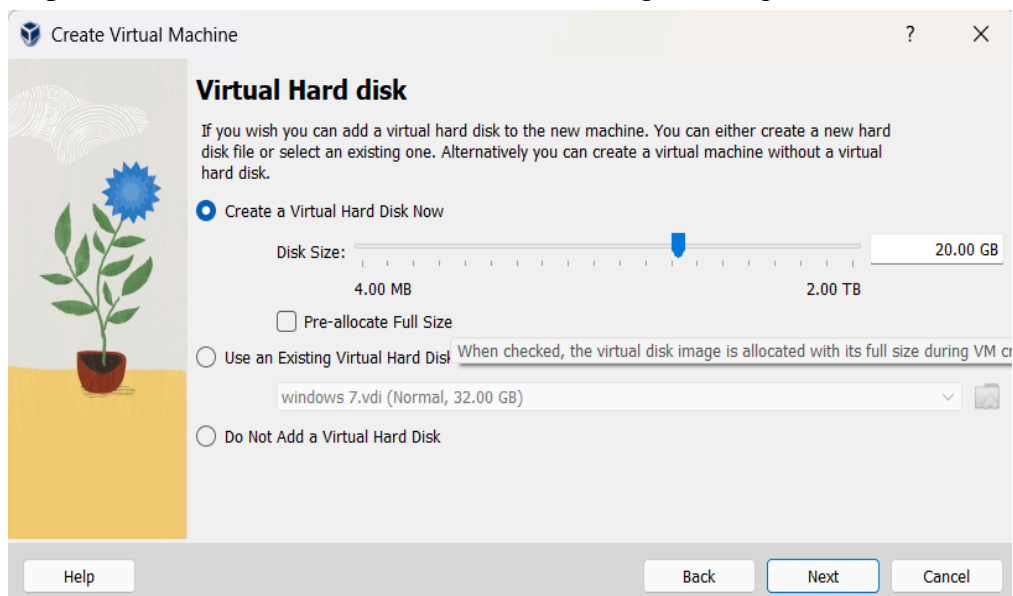 Create Virtual Machine
?
Virtual Hard disk
If you wish you can add a virtual hard disk to the new machine. You can either create a new hard
disk file or select an existing one. Alternatively you can create a virtual machine without a virtual
hard disk.
Create a Virtual Hard Disk Now
Disk Size:
20.00 GB
4.00 MB
2.00 TB
Pre-allocate Full Size
Use an Existing Virtual Hard Disk
When checked, the virtual disk image is allocated with its full size during VM
windows 7.vdi (Normal, 32.00 GB)
Do Not Add a Virtual Hard Disk
Help
Back
Next
Cancel